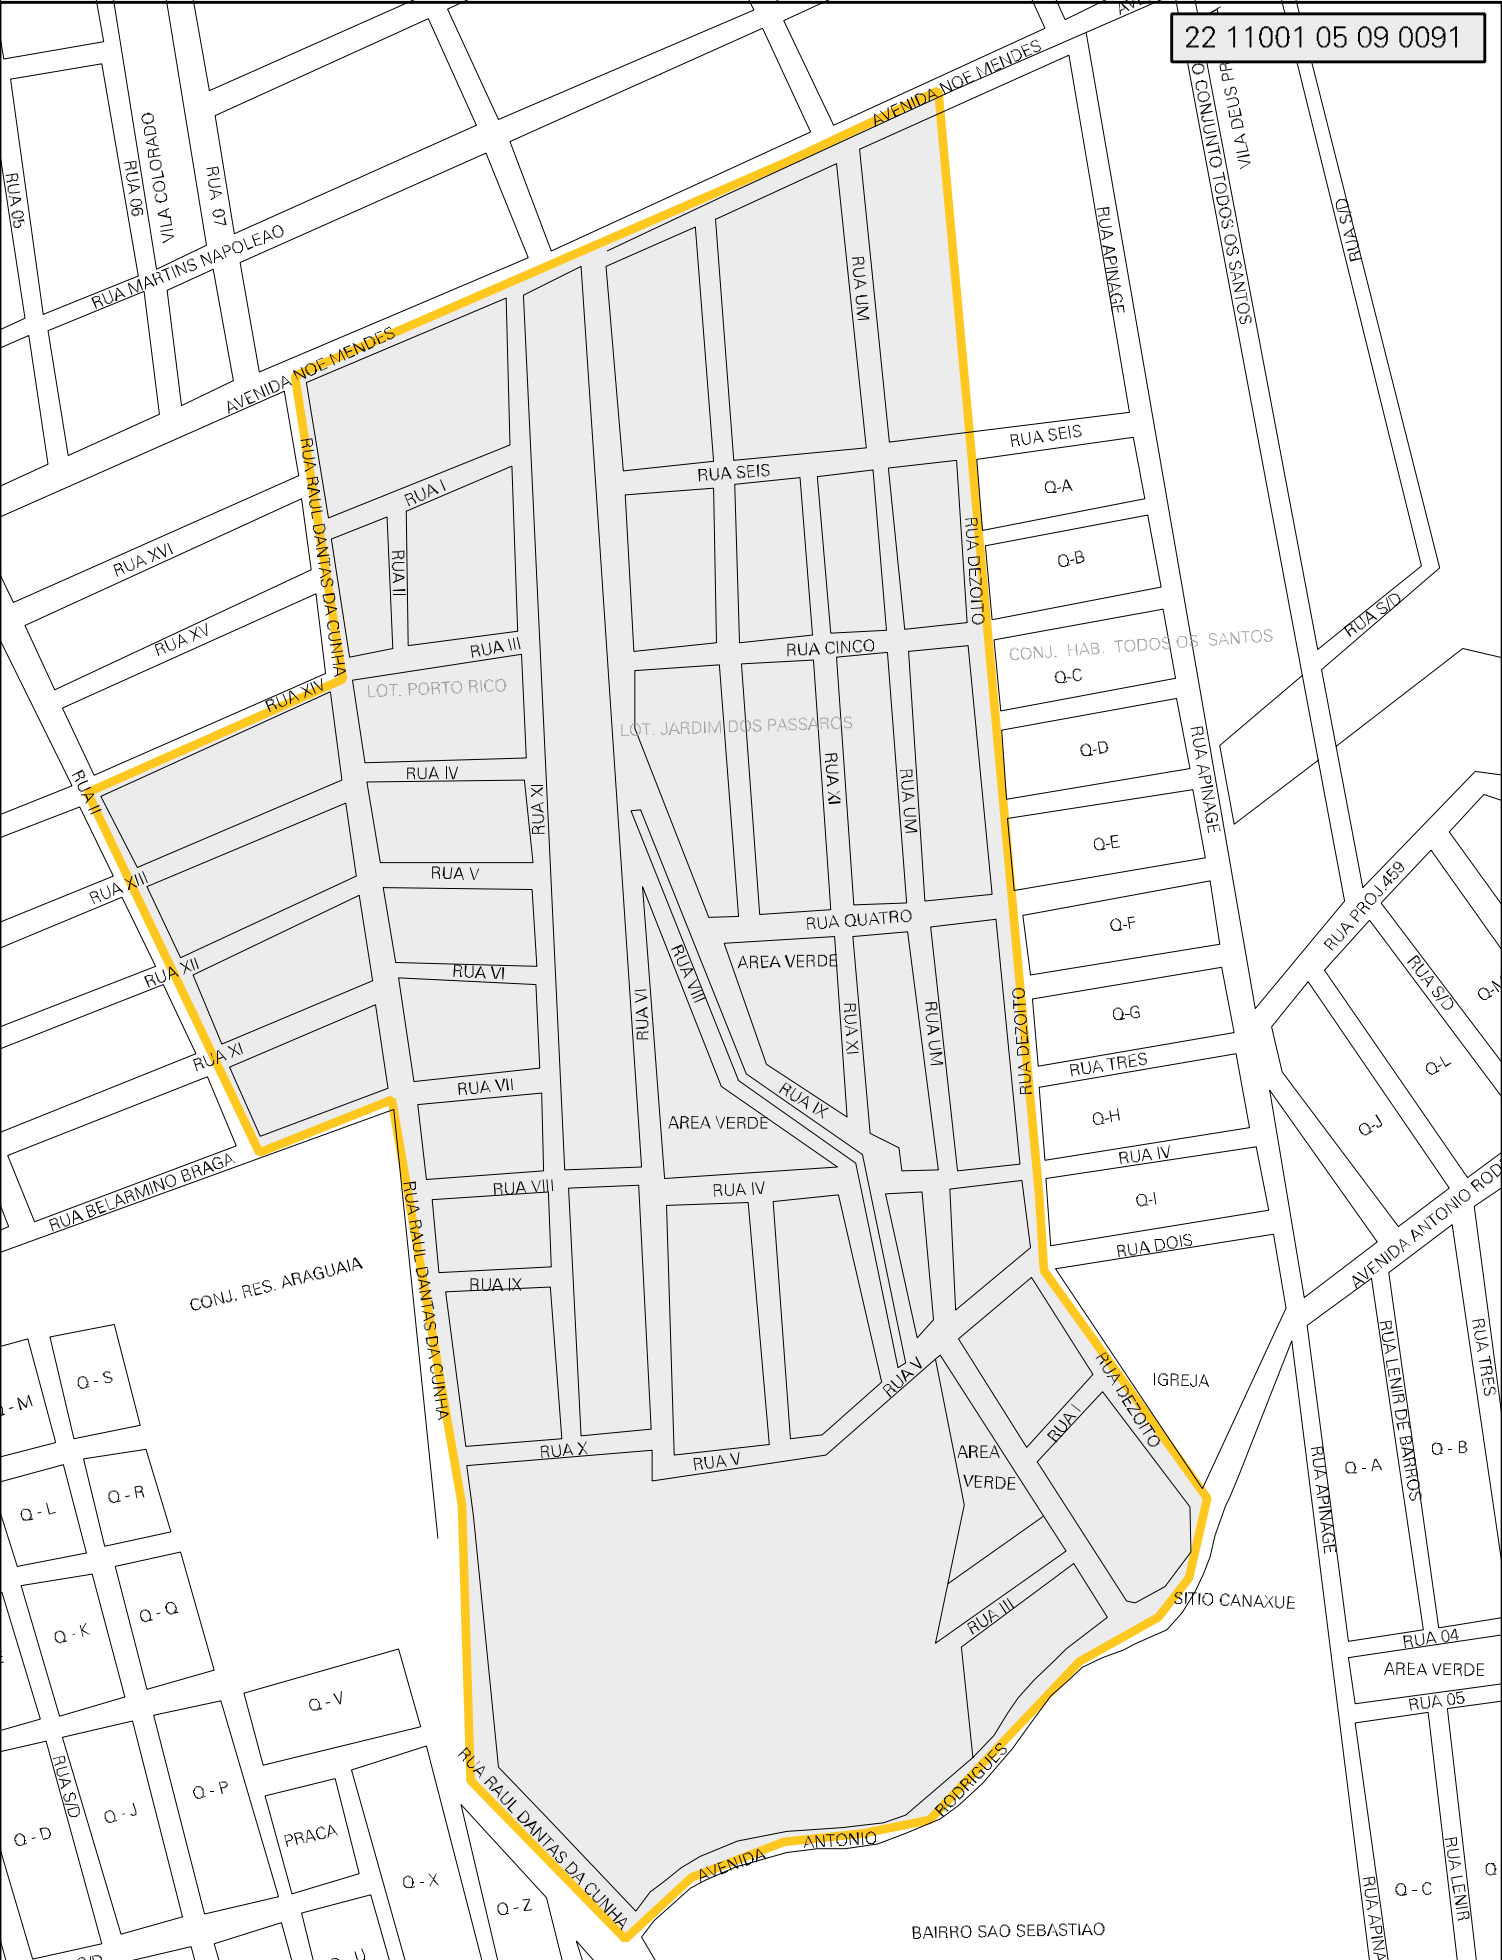 22 11001 05 09 0091
AVENIDA NOE MENDES
RUA 05
RUA 06
VILA COLORADO
RUA 07
RUA MARTINS NAPOLEAO
O CONJUNTO TODOS OS SANTOS
VILA DEUS PR
RUA S/D
RUA APINAGE
RUA UM
AVENIDA NOE MENDES
RUA RAUL DANTAS DA CUNHA
RUA SEIS
RUA SEIS
RUA I
RUA II
Q-A
RUA XVI
RUA DEZOITO
Q-B
RUA XV
RUA III
RUA CINCO
CONJ. HAB. TODOS OS SANTOS
RUA S/D
Q-C
LOT. PORTO RICO
RUA XIV
LOT. JARDIM DOS PASSAROS
Q-D
RUA IV
RUA II
RUA IX
RUA XI
RUA UM
RUA APINAGE
Q-E
RUA V
RUA XIII
RUA PROJ.459
RUA QUATRO
Q-F
AREA VERDE
RUA VIII
RUA VI
RUA XII
RUA S/D
Q-M
RUA VI
RUA XI
RUA UM
RUA DEZOITO
Q-G
RUA XI
RUA TRES
Q-L
RUA VII
RUA IX
AREA VERDE
Q-H
Q-J
RUA IV
RUA BELARMINO BRAGA
RUA VIII
RUA IV
Q-I
RUA DOIS
AVENIDA ANTONIO ROD
CONJ. RES. ARAGUAIA
RUA RAUL DANTAS DA CUNHA
RUA IX
RUA LENIR DE BARROS
RUA TRES
Q-S
RUA V
RUA DEZOITO
IGREJA
-M
RUA I
RUA X
RUA V
AREA
VERDE
Q-A
Q-B
RUA APINAGE
Q-L
Q-R
SITIO CANAXUE
Q-K
Q-Q
RUA III
RUA 04
AREA VERDE
RUA 05
Q-V
RUA RAUL DANTAS DA CUNHA
RUA S/D
Q-P
Q-J
Q-D
PRACA
RODRIGUES
ANTONIO
AVENIDA
Q-X
Q-Z
Q-C
RUA LENIR
RUA APINA
Q
BAIRRO SAO SEBASTIAO